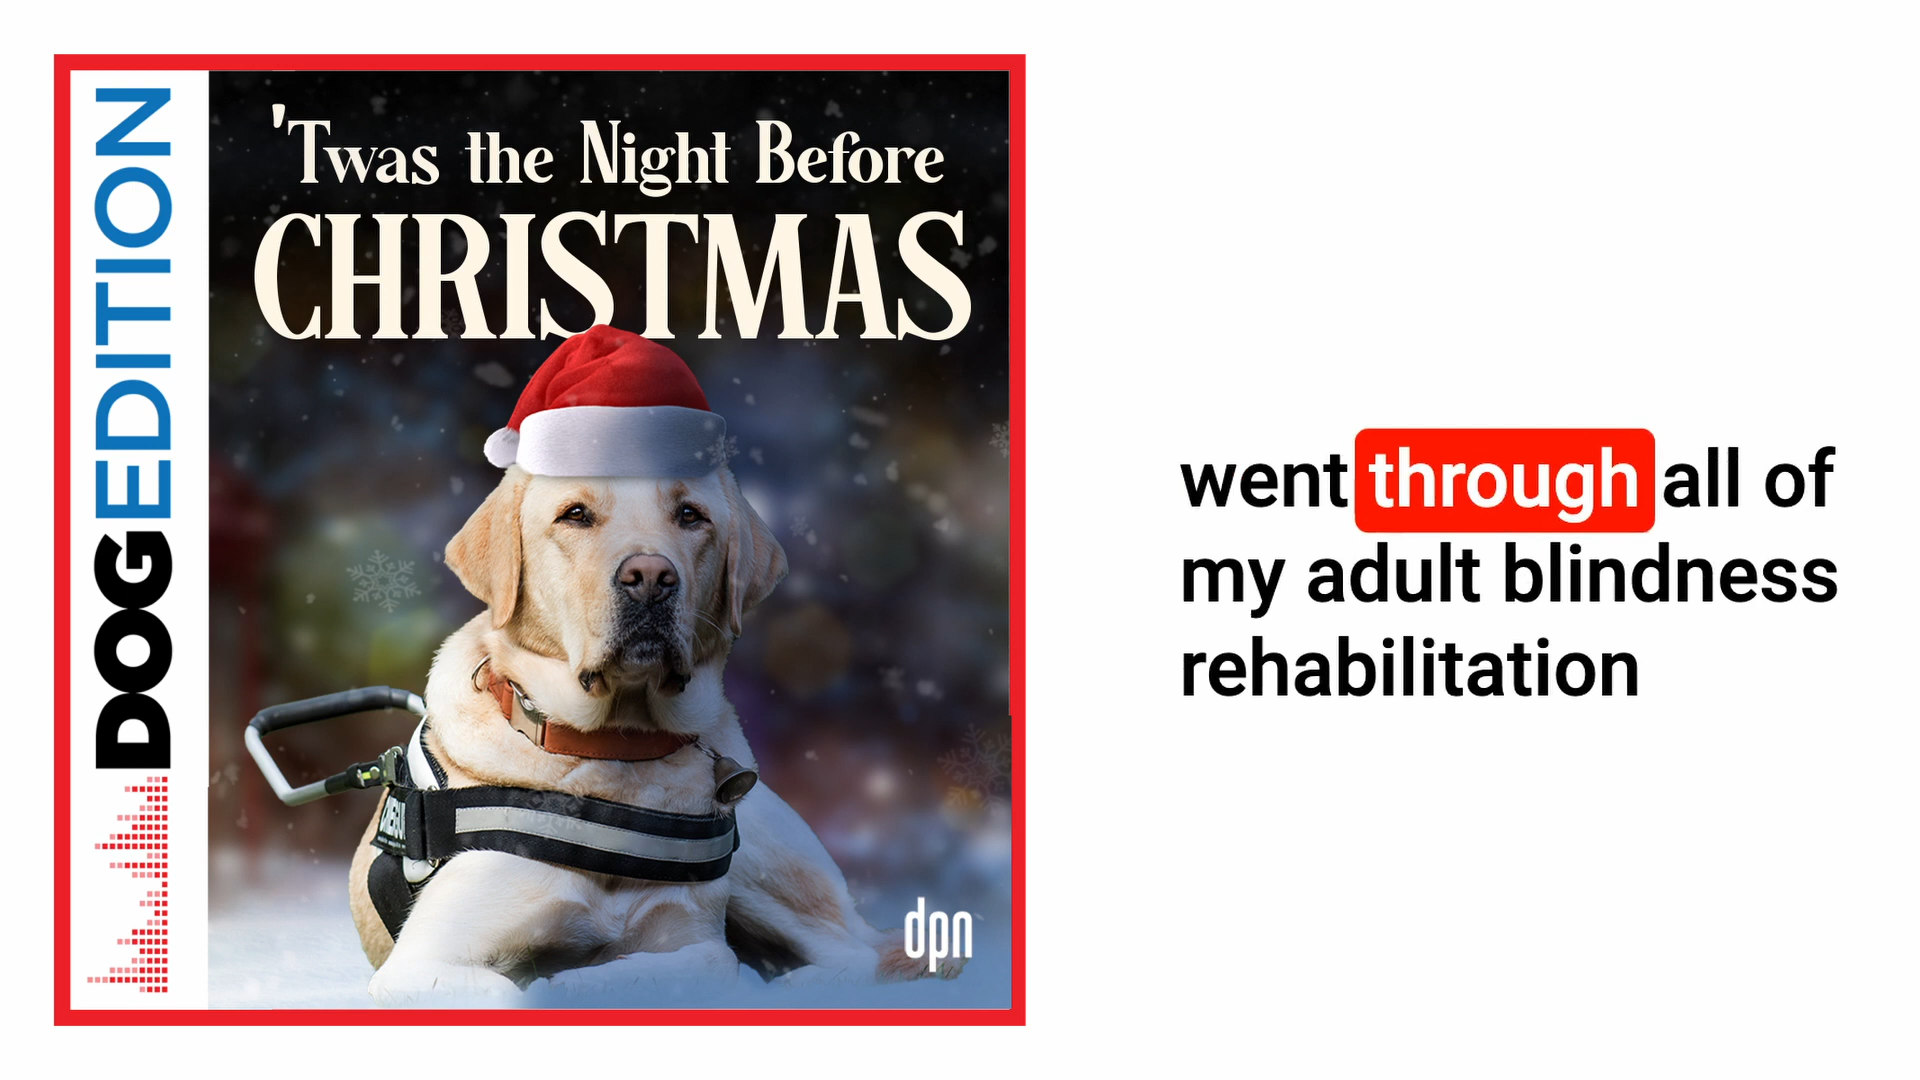 DOGEDITION
'Twas the Night Before
CHRISTMAS
dpn
went through all of
my adult blindness
rehabilitation